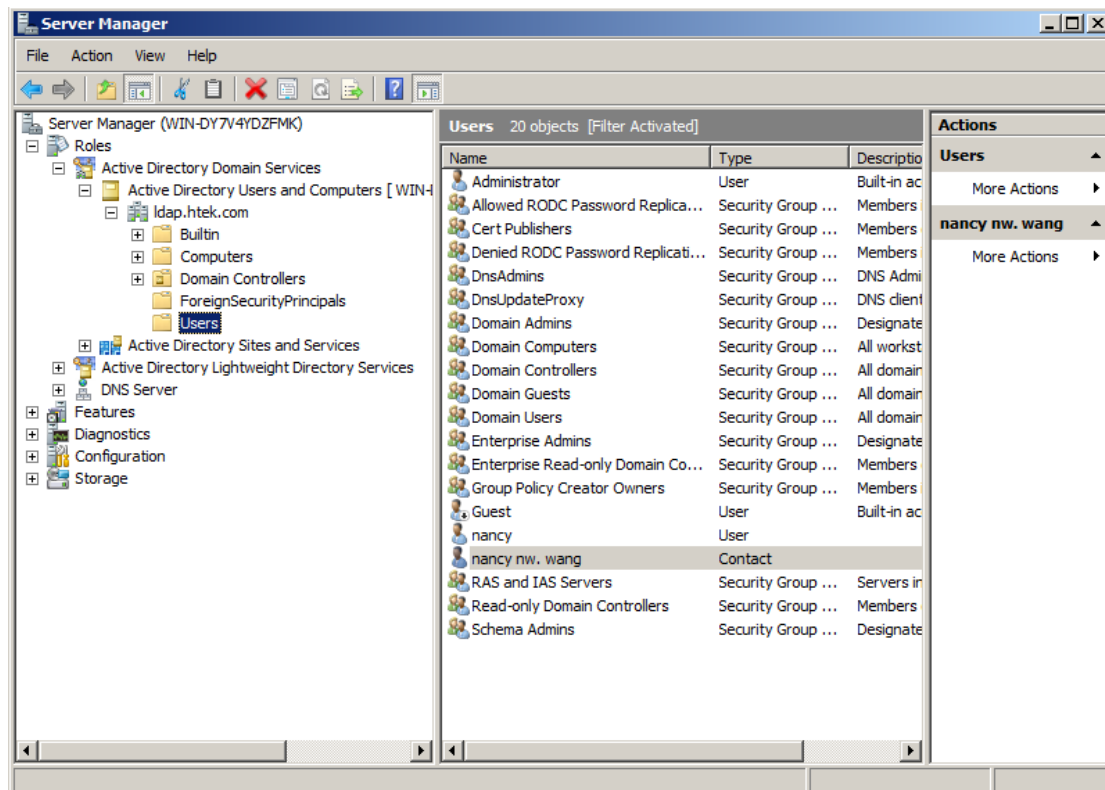 Server Manager
File Action View Help
Server Manager (WIN-DY7V4YDZFMK)
Roles
Active Directory Domain Services
Active Directory Users and Computers [ WIN-
ldap.htek.com
Builtin
Computers
Domain Controllers
ForeignSecurityPrincipals
Users
Active Directory Sites and Services
Active Directory Lightweight Directory Services
DNS Server
Features
Diagnostics
Configuration
Storage
Users 20 objects [Filter Activated]
Name Type Descriptio
Administrator User Built-in ac
Allowed RODC Password Replica... Security Group ... Members
Cert Publishers Security Group ... Members
Denied RODC Password Replicati... Security Group ... Members
DnsAdmins Security Group ... DNS Admi
DnsUpdateProxy Security Group ... DNS client
Domain Admins Security Group ... Designate
Domain Computers Security Group ... All workst
Domain Controllers Security Group ... All domain
Domain Guests Security Group ... All domain
Domain Users Security Group ... All domain
Enterprise Admins Security Group ... Designate
Enterprise Read-only Domain Co... Security Group ... Members
Group Policy Creator Owners Security Group ... Members
Guest User Built-in ac
nancy User
nancy nw. wang Contact
RAS and IAS Servers Security Group ... Servers in
Read-only Domain Controllers Security Group ... Members
Schema Admins Security Group ... Designate
Actions
Users
More Actions
nancy nw. wang
More Actions